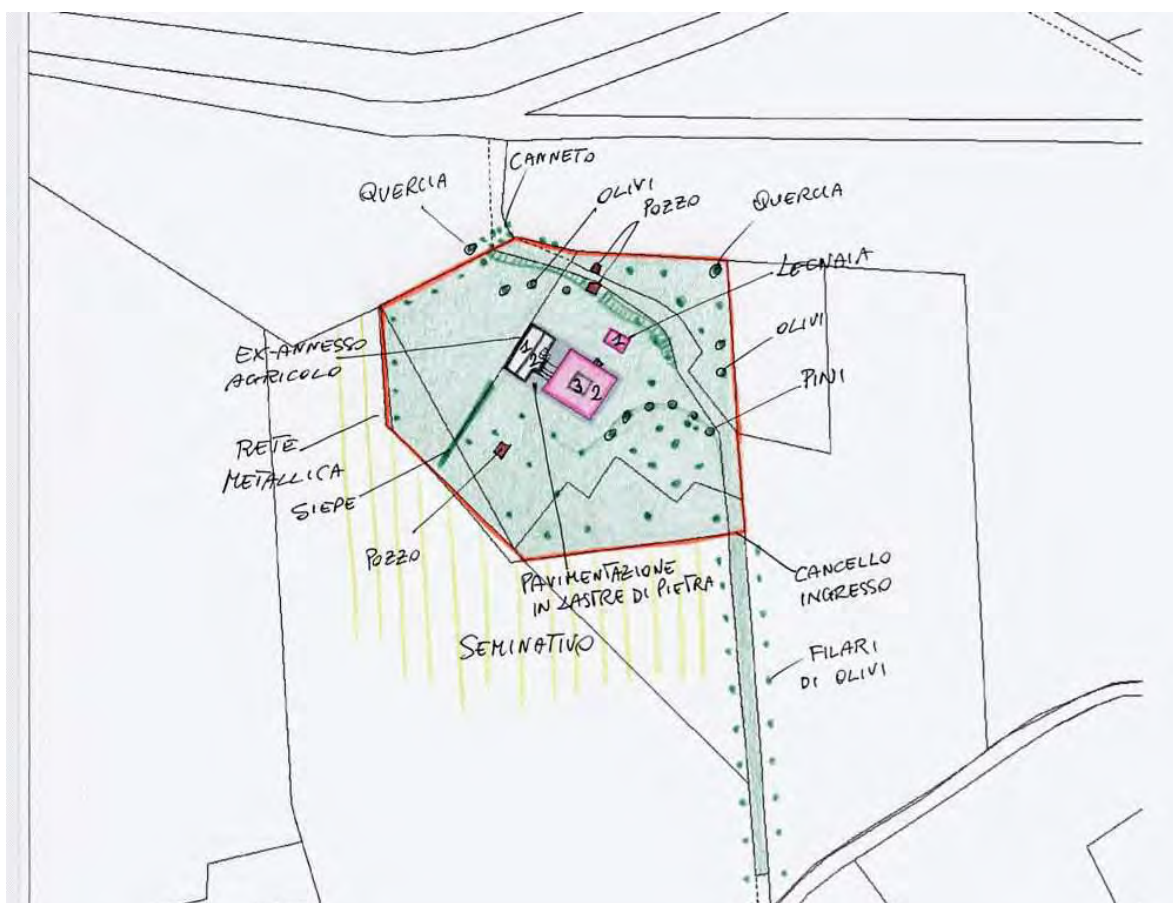 CANNETO
QUERCIA
OLIVI
POZZO
QUERCIA
LEGNAIA
OLIVI
PINI
EX-ANNESSO
AGRICOLO
1
2
3
2
RETE
METALLICA
SIEPE
POZZO
PAVIMENTAZIONE
IN LASTRE DI PIETRA
CANCELLO
INGRESSO
SEMINATIVO
FILARI
DI OLIVI